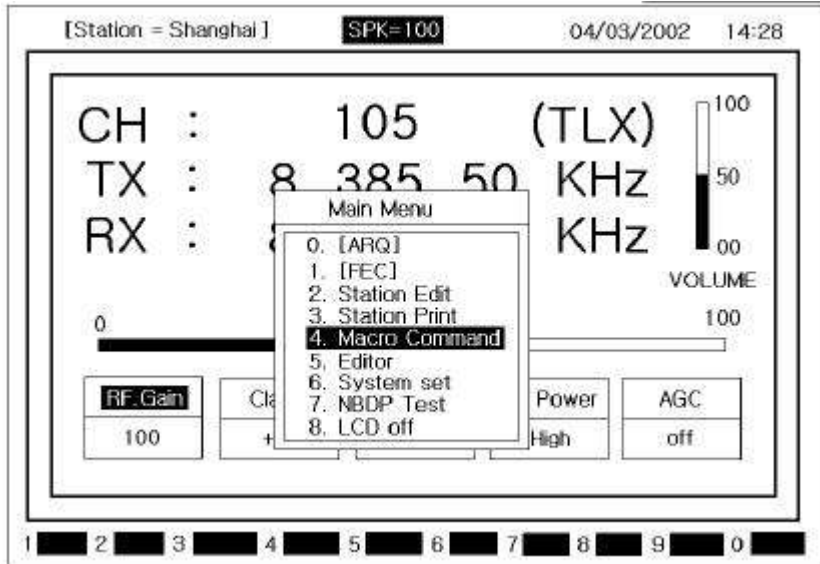 [Station = Shanghai] SPK=100 04/03/2002 14:28
CH : 105 (TLX)
100
TX : 8 385 50 KHz
50
Main Menu
RX : KHz
00
0. [ARQ]
1. [FEC]
2. Station Edit
3. Station Print
4. Macro Command
5. Editor
6. System set
7. NBDP Test
8. LCD off
VOLUME
0 100
RF.Gain Cla Power AGC
100 + High off
1 2 3 4 5 6 7 8 9 0